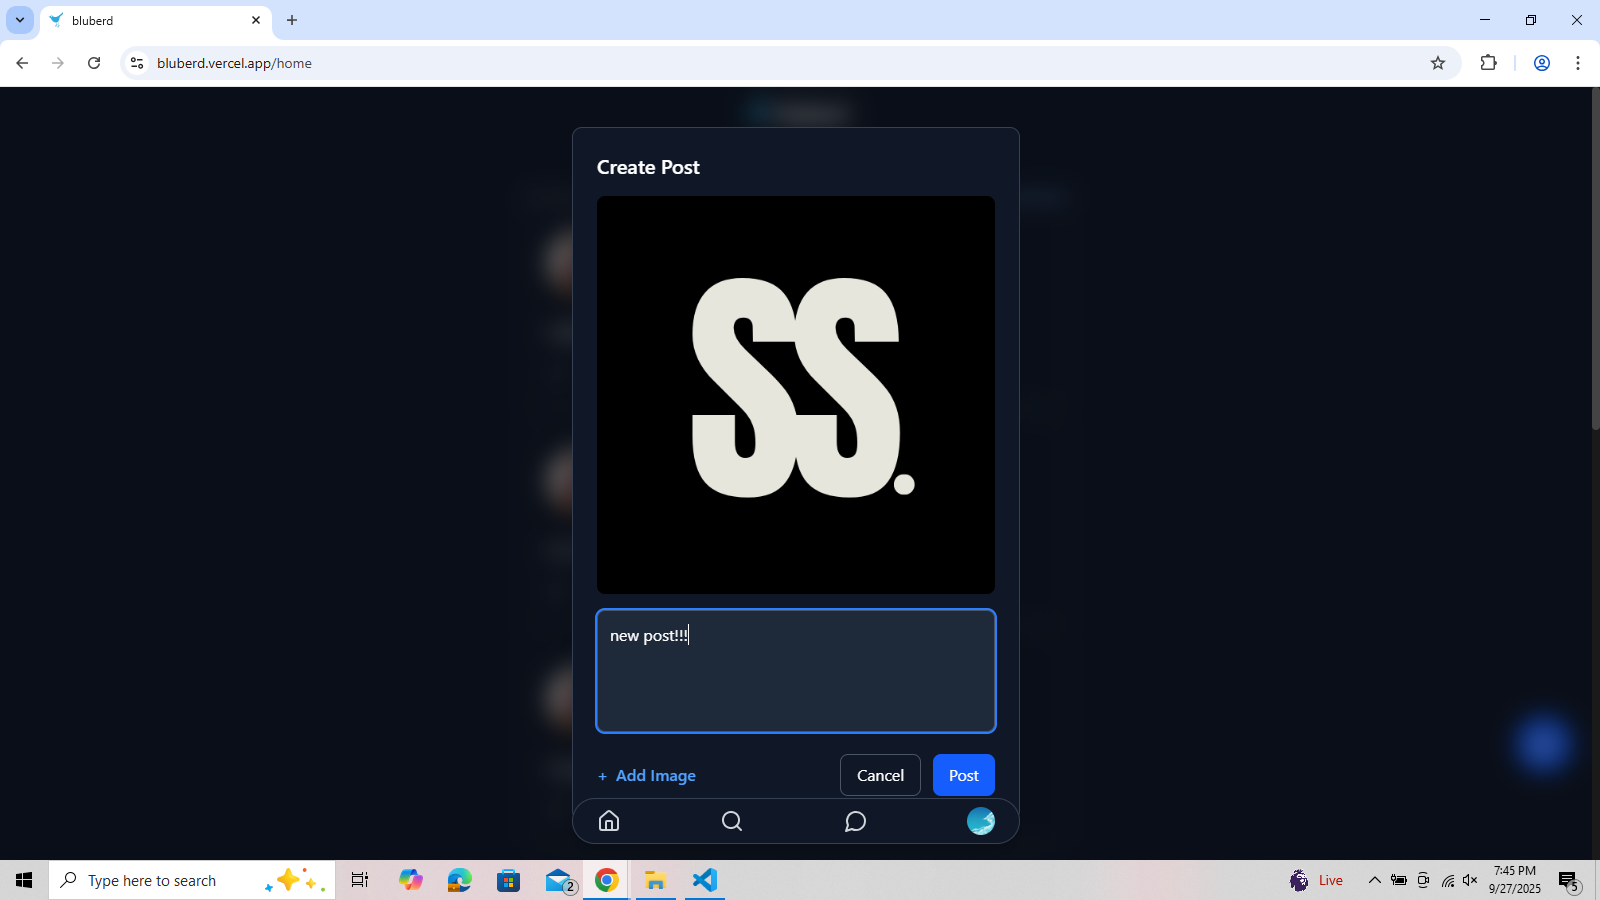 bluberd
bluberd.vercel.app/home
Create Post
SS.
new post!!!
+ Add Image
Cancel
Post
Type here to search
2
Live
7:45 PM
9/27/2025
5